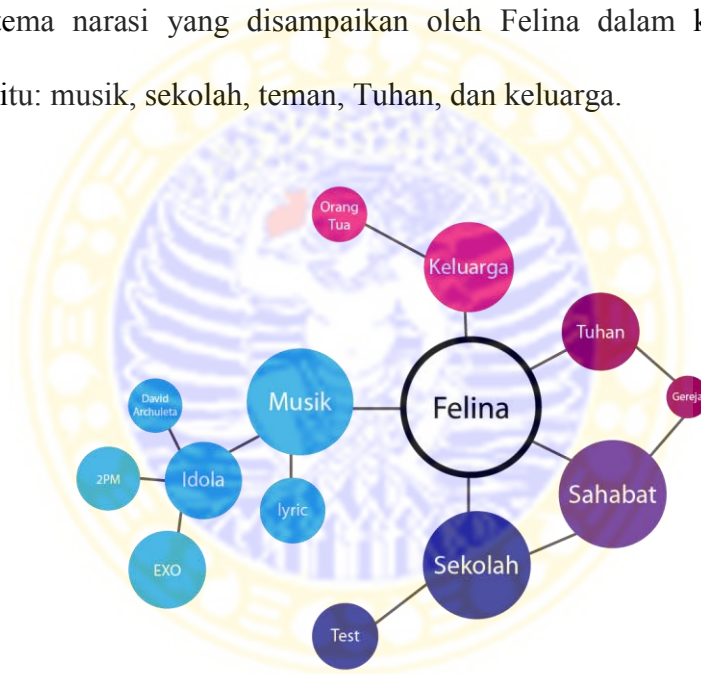 tema narasi yang disampaikan oleh Felina dalam k
itu: musik, sekolah, teman, Tuhan, dan keluarga.
Orang
Tua
Keluarga
Tuhan
Gereja
David
Archuleta
Musik
Felina
2PM
Idola
lyric
Sahabat
EXO
Sekolah
Test